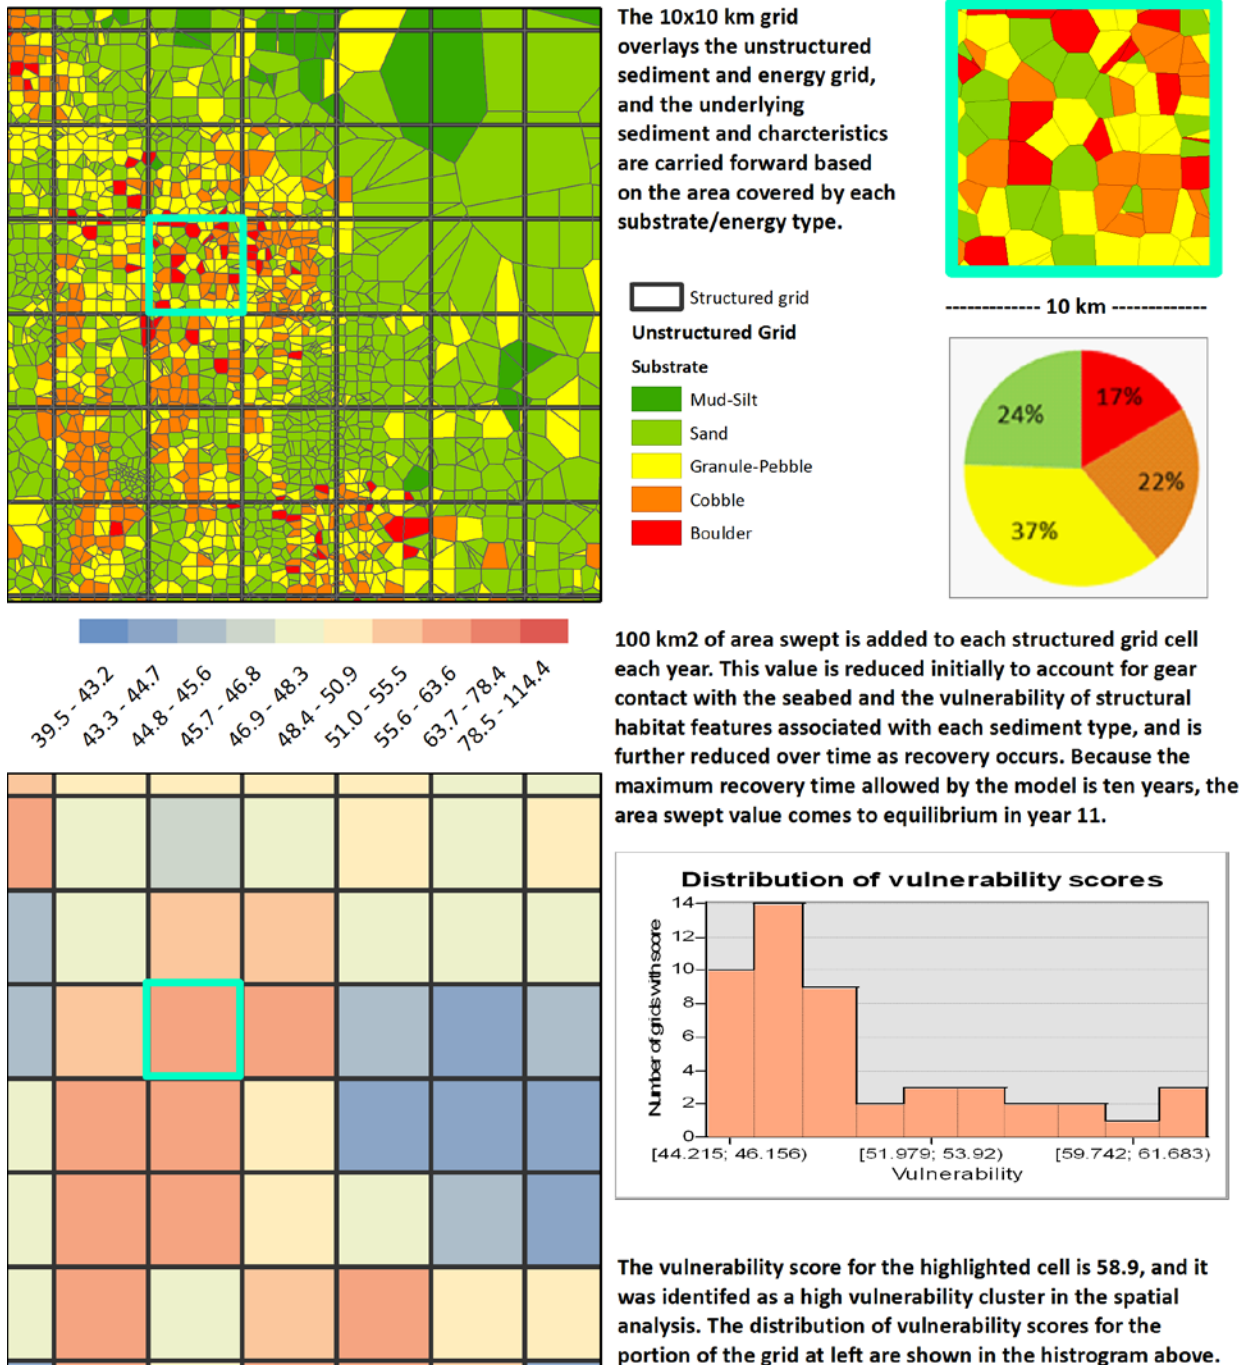 The 10x10 km grid
overlays the unstructured
sediment and energy grid,
and the underlying
sediment and charcteristics
are carried forward based
on the area covered by each
substrate/energy type.
Structured grid
Unstructured Grid
Substrate
Mud-Silt
Sand
Granule-Pebble
Cobble
Boulder
------------- 10 km -------------
17%
24%
22%
37%
39.5 - 43.2
43.3 - 44.7
44.8 - 45.6
45.7 - 46.8
46.9 - 48.3
48.4 - 50.9
51.0 - 55.5
55.6 - 63.6
63.7 - 78.4
78.5 - 114.4
100 km2 of area swept is added to each structured grid cell
each year. This value is reduced initially to account for gear
contact with the seabed and the vulnerability of structural
habitat features associated with each sediment type, and is
further reduced over time as recovery occurs. Because the
maximum recovery time allowed by the model is ten years, the
area swept value comes to equilibrium in year 11.
Distribution of vulnerability scores
Number of grids with score
14
12
10
8
6
4
2
0
[44.215; 46.156)
[51.979; 53.92)
[59.742; 61.683)
Vulnerability
The vulnerability score for the highlighted cell is 58.9, and it
was identifed as a high vulnerability cluster in the spatial
analysis. The distribution of vulnerability scores for the
portion of the grid at left are shown in the histrogram above.